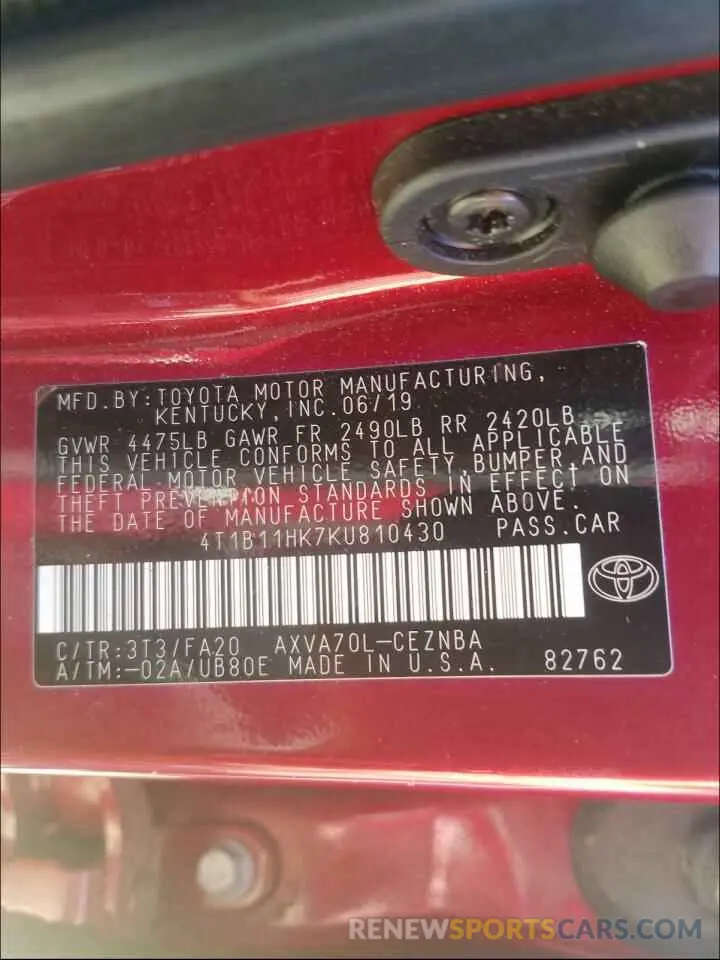 MFD.BY:TOYOTA MOTOR MANUFACTURING,
KENTUCKY,INC.06/19
GVWR 4475LB GAWR FR 2490LB RR 2420LB
THIS VEHICLE CONFORMS TO ALL APPLICABLE
FEDERAL MOTOR VEHICLE SAFETY,BUMPER,AND
THEFT PREVENTION STANDARDS IN EFFECT ON
THE DATE OF MANUFACTURE SHOWN ABOVE.
4T1B11HK7KU810430 PASS.CAR
C/TR:3T3/FA20 AXVA70L-CEZNBA
A/TM:-02A/UB80E MADE IN U.S.A. 82762
RENEWSPORTSCARS.COM